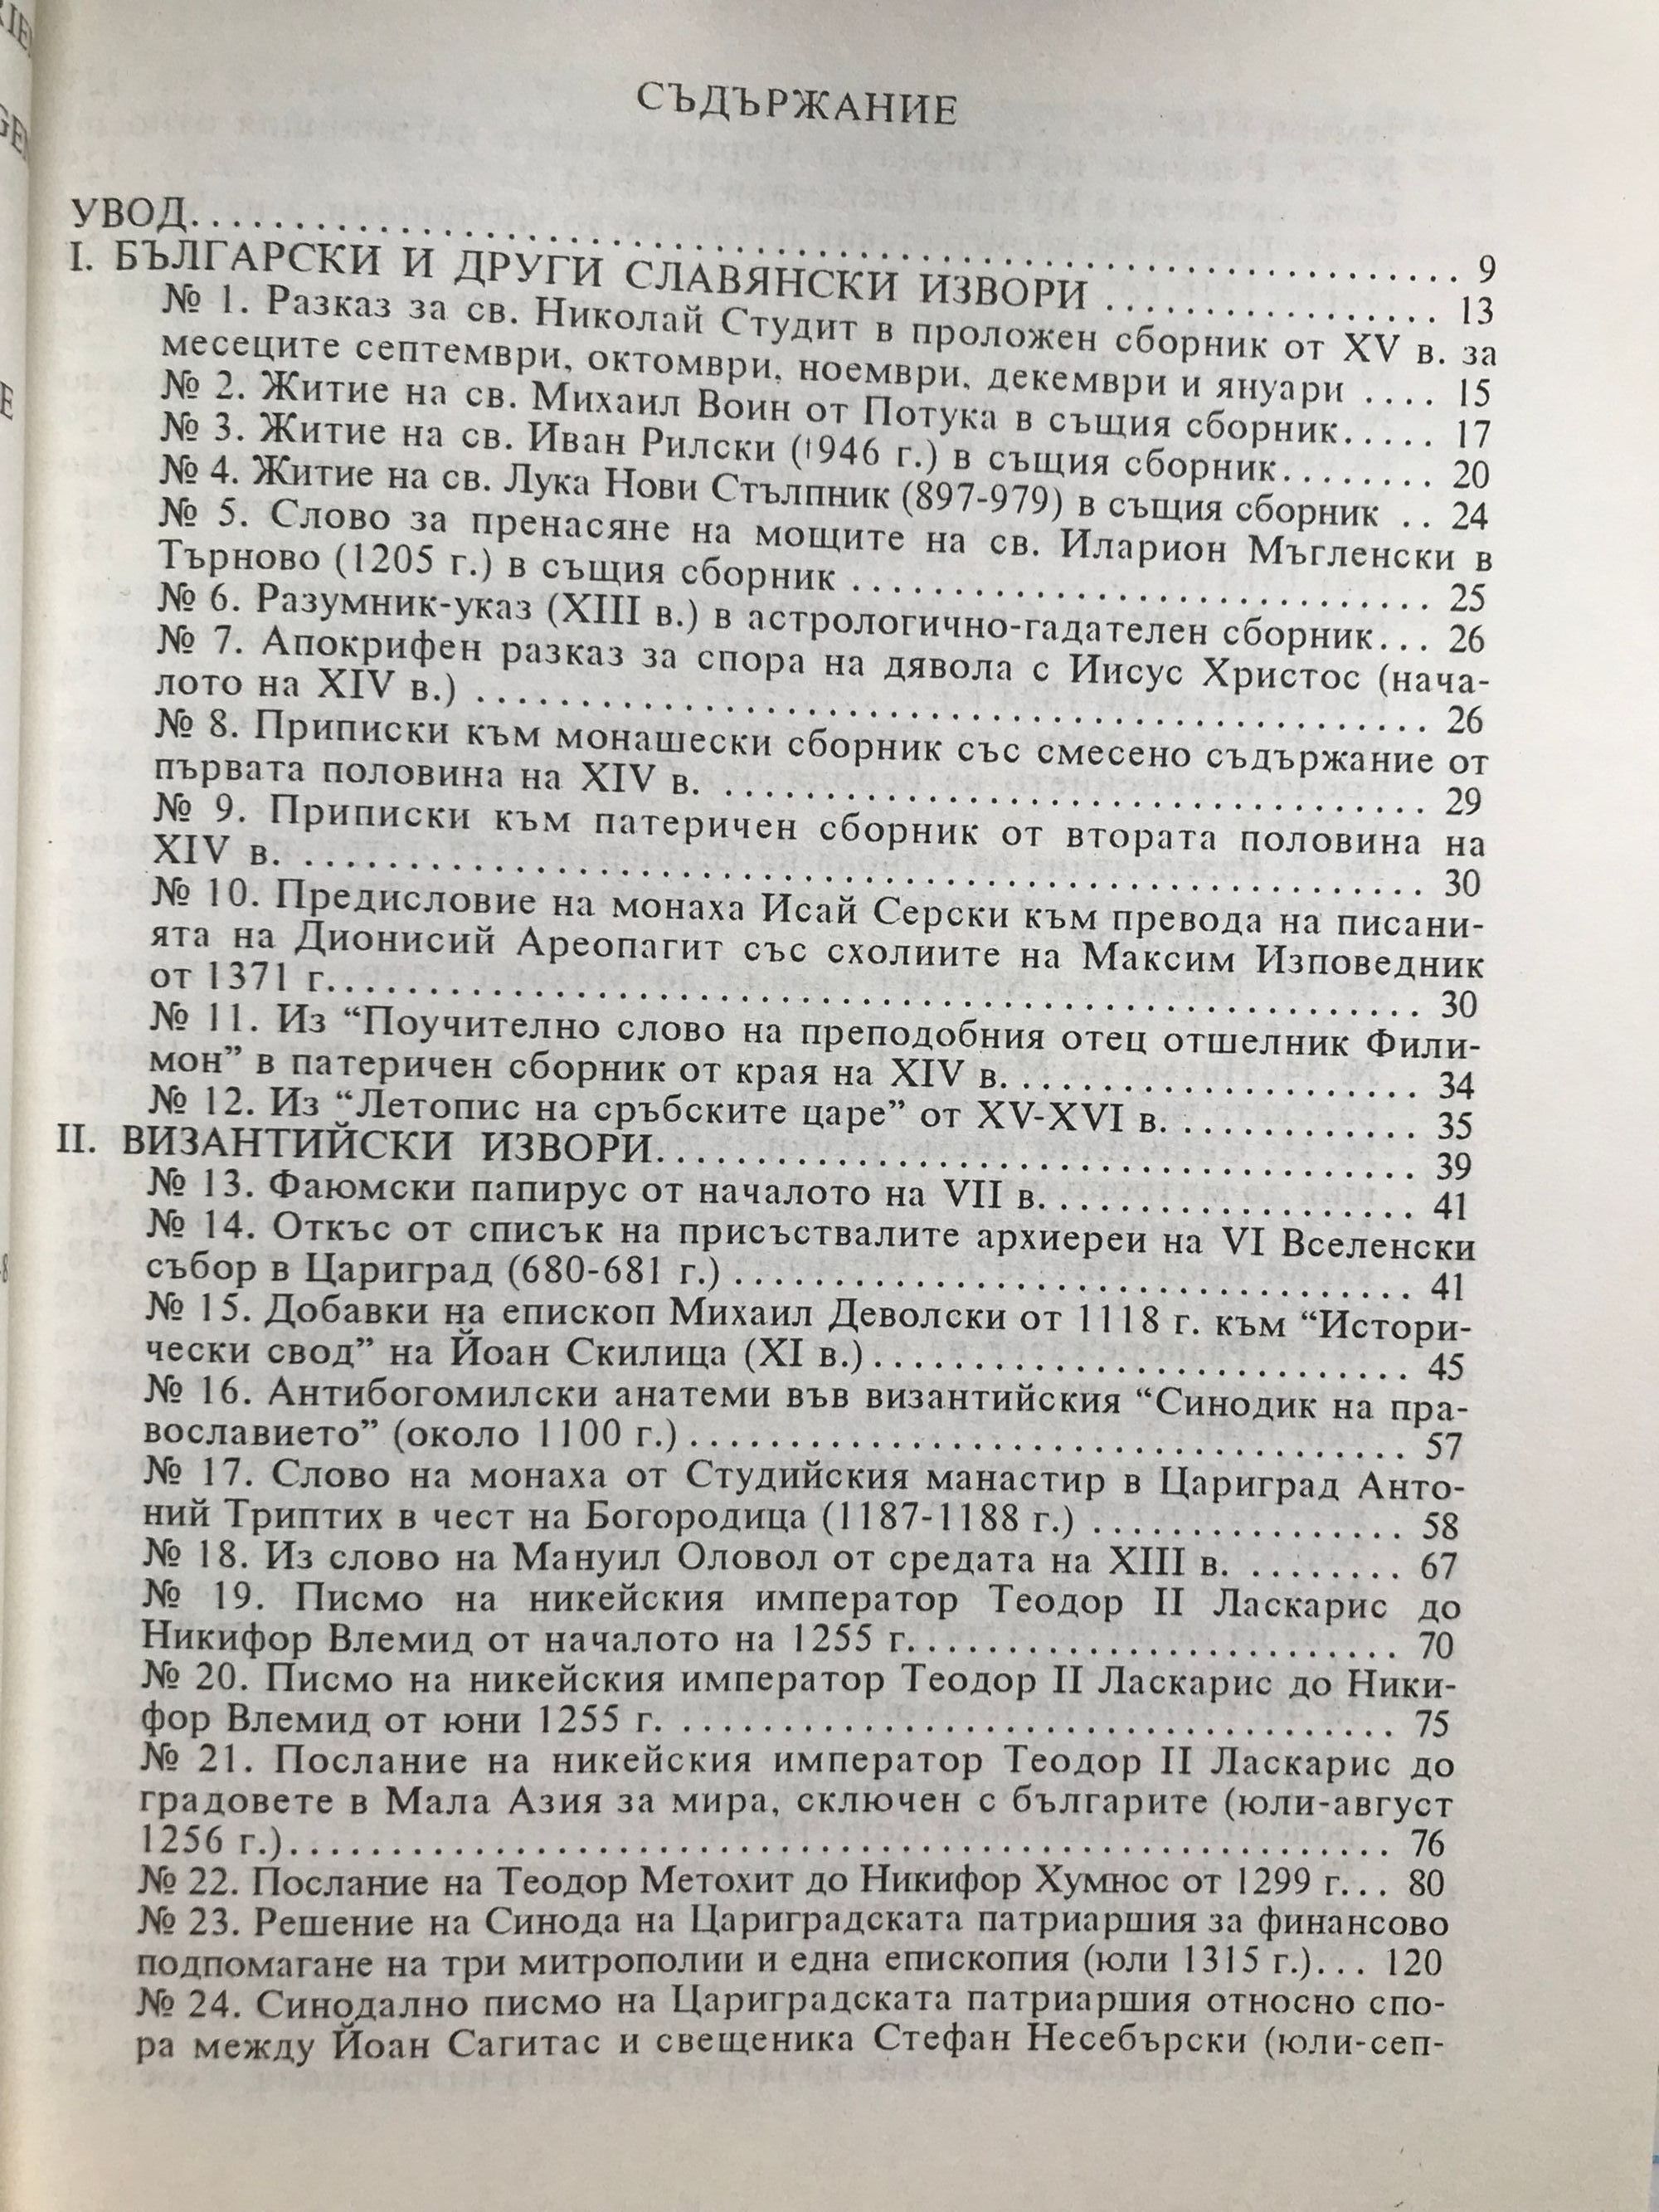 СЪДЪРЖАНИЕ
УВОД........................................................ 9
I. БЪЛГАРСКИ И ДРУГИ СЛАВЯНСКИ ИЗВОРИ ................. 13
№ 1. Разказ за св. Николай Студит в проложен сборник от XV в. за
месеците септември, октомври, ноември, декември и януари .... 15
№ 2. Житие на св. Михаил Воин от Потука в същия сборник..... 17
№ 3. Житие на св. Иван Рилски (†946 г.) в същия сборник........ 20
№ 4. Житие на св. Лука Нови Стълпник (897-979) в същия сборник .. 24
№ 5. Слово за пренасяне на мощите на св. Иларион Мъгленски в
Търново (1205 г.) в същия сборник ............................. 25
№ 6. Разумник-указ (XIII в.) в астрологично-гадателен сборник... 26
№ 7. Апокрифен разказ за спора на дявола с Иисус Христос (нача-
лото на XIV в.) ................................................ 26
№ 8. Приписки към монашески сборник със смесено съдържание от
първата половина на XIV в. ................................... 29
№ 9. Приписки към патеричен сборник от втората половина на
XIV в. ........................................................ 30
№ 10. Предисловие на монаха Исай Серски към превода на писани-
ята на Дионисий Ареопагит със схолиите на Максим Изповедник
от 1371 г...................................................... 30
№ 11. Из “Поучително слово на преподобния отец отшелник Фили-
мон” в патеричен сборник от края на XIV в. ..................... 34
№ 12. Из “Летопис на сръбските царе” от XV-XVI в. ............. 35
II. ВИЗАНТИЙСКИ ИЗВОРИ...................................... 39
№ 13. Фаюмски папирус от началото на VII в. ................... 41
№ 14. Откъс от списък на присъствалите архиереи на VI Вселенски
събор в Цариград (680-681 г.) .................................. 41
№ 15. Добавки на епископ Михаил Деволски от 1118 г. към “Истори-
чески свод” на Йоан Скилица (XI в.) ........................... 45
№ 16. Антибогомилски анатеми във византийския “Синодик на пра-
вославието” (около 1100 г.) .................................... 57
№ 17. Слово на монаха от Студийския манастир в Цариград Анто-
ний Триптих в чест на Богородица (1187-1188 г.) ................ 58
№ 18. Из слово на Мануил Оловол от средата на XIII в. ........ 67
№ 19. Писмо на никейския император Теодор II Ласкарис до
Никифор Влемид от началото на 1255 г......................... 70
№ 20. Писмо на никейския император Теодор II Ласкарис до Ники-
фор Влемид от юни 1255 г. .................................... 75
№ 21. Послание на никейския император Теодор II Ласкарис до
градовете в Мала Азия за мира, сключен с българите (юли-август
1256 г.)....................................................... 76
№ 22. Послание на Теодор Метохит до Никифор Хумнос от 1299 г... 80
№ 23. Решение на Синода на Цариградската патриаршия за финансово
подпомагане на три митрополии и една епископия (юли 1315 г.)... 120
№ 24. Синодално писмо на Цариградската патриаршия относно спо-
ра между Йоан Сагитас и свещеника Стефан Несебърски (юли-сеп-